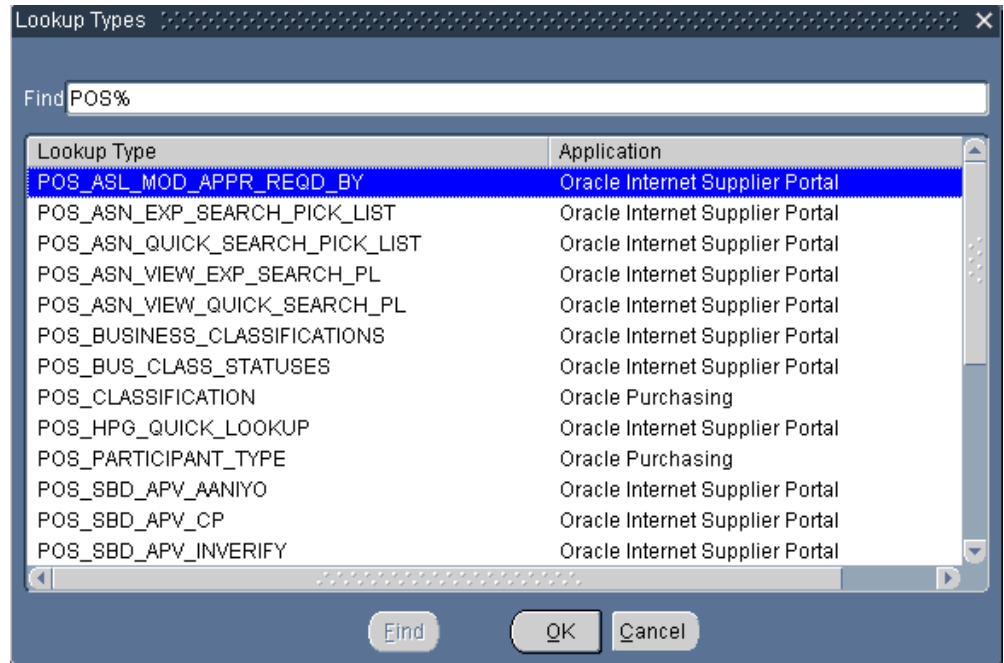 Lookup Types
Find POS%
Lookup Type Application
POS_ASL_MOD_APPR_REQD_BY Oracle Internet Supplier Portal
POS_ASN_EXP_SEARCH_PICK_LIST Oracle Internet Supplier Portal
POS_ASN_QUICK_SEARCH_PICK_LIST Oracle Internet Supplier Portal
POS_ASN_VIEW_EXP_SEARCH_PL Oracle Internet Supplier Portal
POS_ASN_VIEW_QUICK_SEARCH_PL Oracle Internet Supplier Portal
POS_BUSINESS_CLASSIFICATIONS Oracle Internet Supplier Portal
POS_BUS_CLASS_STATUSES Oracle Internet Supplier Portal
POS_CLASSIFICATION Oracle Purchasing
POS_HPG_QUICK_LOOKUP Oracle Internet Supplier Portal
POS_PARTICIPANT_TYPE Oracle Purchasing
POS_SBD_APV_AANIYO Oracle Internet Supplier Portal
POS_SBD_APV_CP Oracle Internet Supplier Portal
POS_SBD_APV_INVERIFY Oracle Internet Supplier Portal
Find OK Cancel